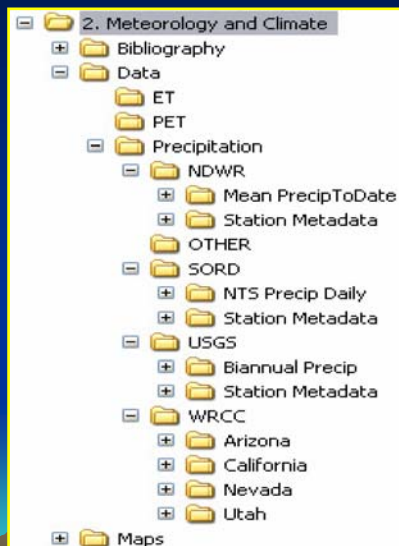 2. Meteorology and Climate
Bibliography
Data
ET
PET
Precipitation
NDWR
Mean PrecipToDate
Station Metadata
OTHER
SORD
NTS Precip Daily
Station Metadata
USGS
Biannual Precip
Station Metadata
WRCC
Arizona
California
Nevada
Utah
Maps